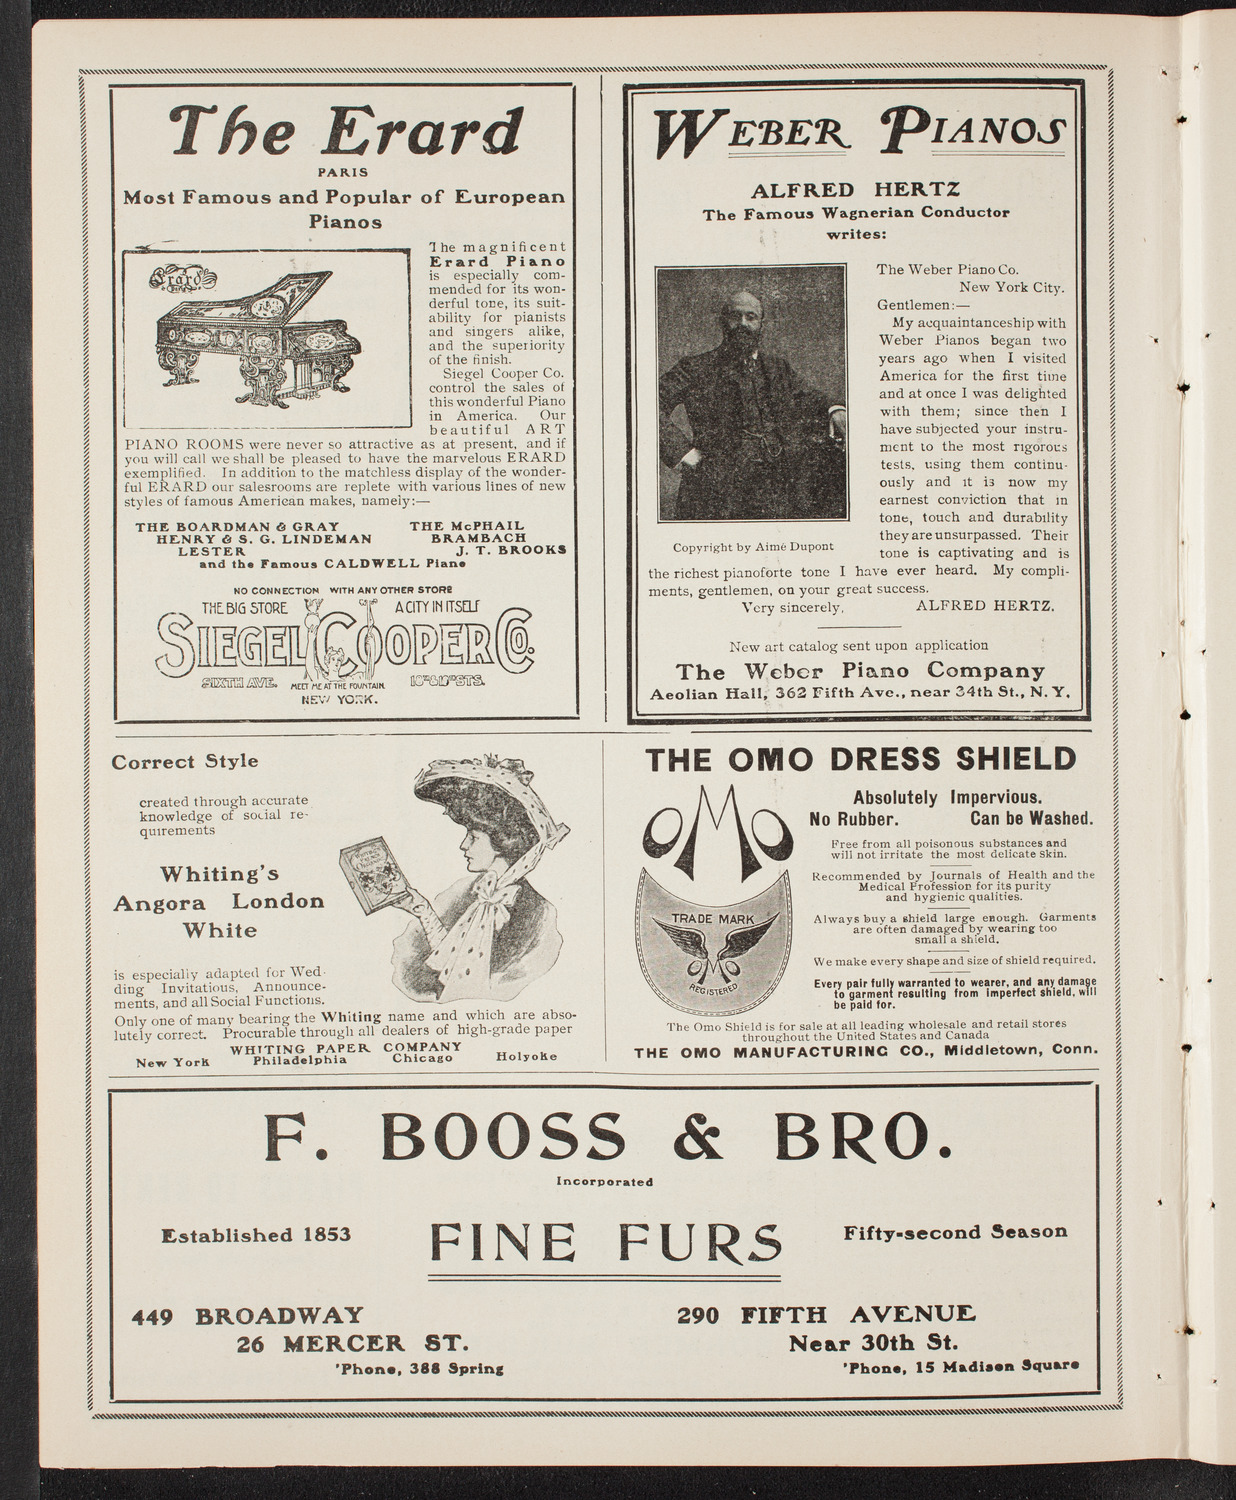 The Erard
PARIS
Most Famous and Popular of European
Pianos
Erard
The magnificent
Erard Piano
is especially com-
mended for its won-
derful tone, its suit-
ability for pianists
and singers alike,
and the superiority
of the finish.
Siegel Cooper Co.
control the sales of
this wonderful Piano
in America. Our
beautiful ART
PIANO ROOMS were never so attractive as at present, and if
you will call we shall be pleased to have the marvelous ERARD
exemplified. In addition to the matchless display of the wonder-
ful ERARD our salesrooms are replete with various lines of new
styles of famous American makes, namely:—
THE BOARDMAN & GRAY THE McPHAIL
HENRY & S. G. LINDEMAN BRAMBACH
LESTER J. T. BROOKS
and the Famous CALDWELL Piano
NO CONNECTION WITH ANY OTHER STORE
THE BIG STORE A CITY IN ITSELF
SIEGEL COOPER CO.
SIXTH AVE. MEET ME AT THE FOUNTAIN. 18TH & 19TH STS.
NEW YORK.
WEBER PIANOS
ALFRED HERTZ
The Famous Wagnerian Conductor
writes:
The Weber Piano Co.
New York City.
Gentlemen:—
My acquaintanceship with
Weber Pianos began two
years ago when I visited
America for the first time
and at once I was delighted
with them; since then I
have subjected your instru-
ment to the most rigorous
tests, using them continu-
ously and it is now my
earnest conviction that in
tone, touch and durability
they are unsurpassed. Their
tone is captivating and is
Copyright by Aimé Dupont
the richest pianoforte tone I have ever heard. My compli-
ments, gentlemen, on your great success.
Very sincerely, ALFRED HERTZ.
New art catalog sent upon application
The Weber Piano Company
Aeolian Hall, 362 Fifth Ave., near 34th St., N. Y.
Correct Style
created through accurate
knowledge of social re-
quirements
Whiting's
Angora London
White
is especially adapted for Wed-
ding Invitations, Announce-
ments, and all Social Functions.
Only one of many bearing the Whiting name and which are abso-
lutely correct. Procurable through all dealers of high-grade paper
WHITING PAPER COMPANY
New York Philadelphia Chicago Holyoke
THE OMO DRESS SHIELD
OMO
TRADE MARK
OMO
REGISTERED
Absolutely Impervious.
No Rubber. Can be Washed.
Free from all poisonous substances and
will not irritate the most delicate skin.
Recommended by Journals of Health and the
Medical Profession for its purity
and hygienic qualities.
Always buy a shield large enough. Garments
are often damaged by wearing too
small a shield.
We make every shape and size of shield required.
Every pair fully warranted to wearer, and any damage
to garment resulting from imperfect shield, will
be paid for.
The Omo Shield is for sale at all leading wholesale and retail stores
throughout the United States and Canada
THE OMO MANUFACTURING CO., Middletown, Conn.
F. BOOSS & BRO.
Incorporated
Established 1853 FINE FURS Fifty-second Season
449 BROADWAY
26 MERCER ST.
'Phone, 388 Spring
290 FIFTH AVENUE
Near 30th St.
'Phone, 15 Madison Square